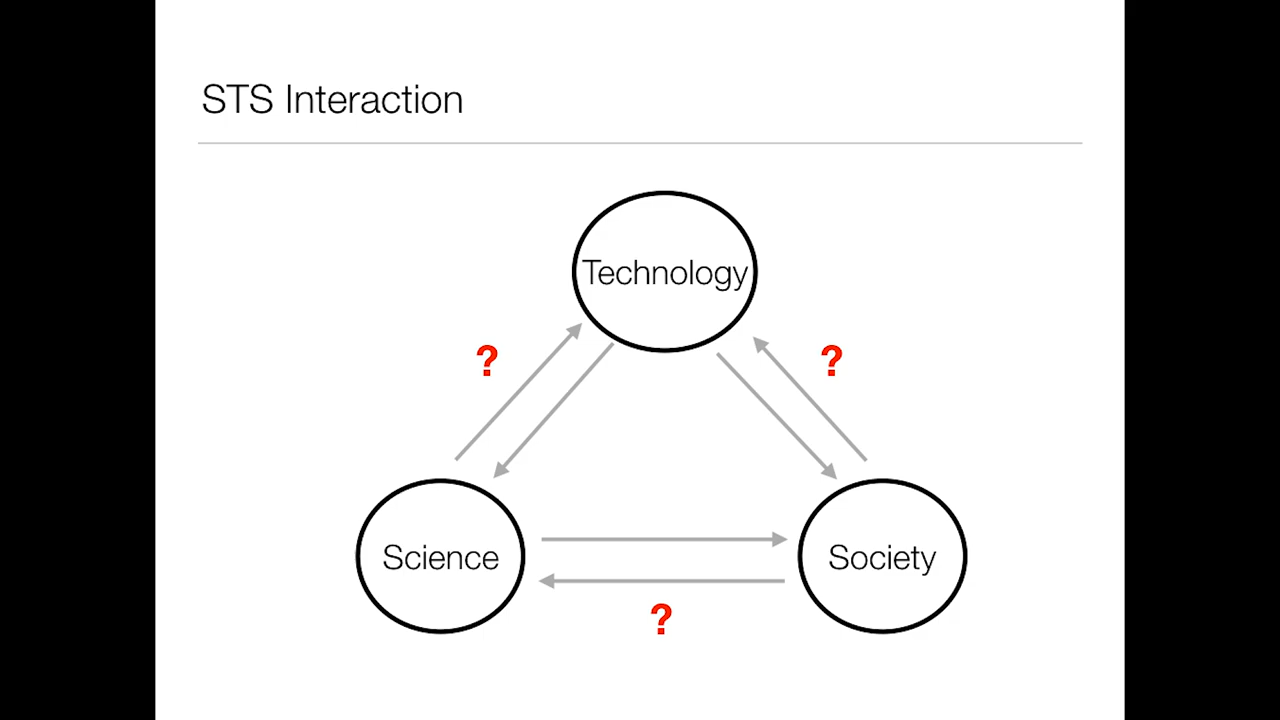 STS Interaction
Technology
?
?
Science
Society
?